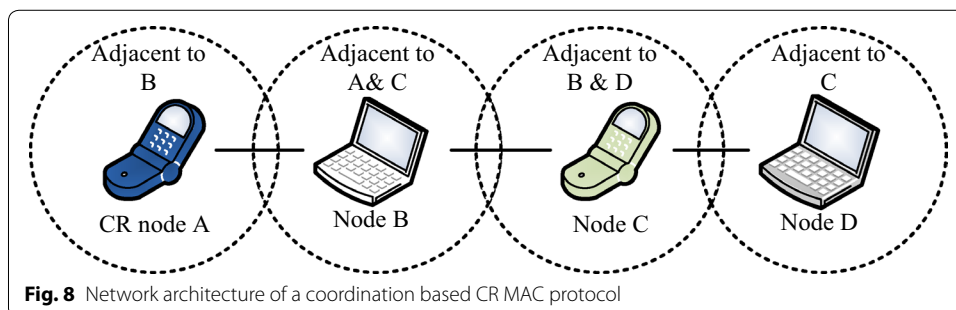 Adjacent to
B
Adjacent to
A& C
Adjacent to
B & D
Adjacent to
C
CR node A
Node B
Node C
Node D
Fig. 8 Network architecture of a coordination based CR MAC protocol